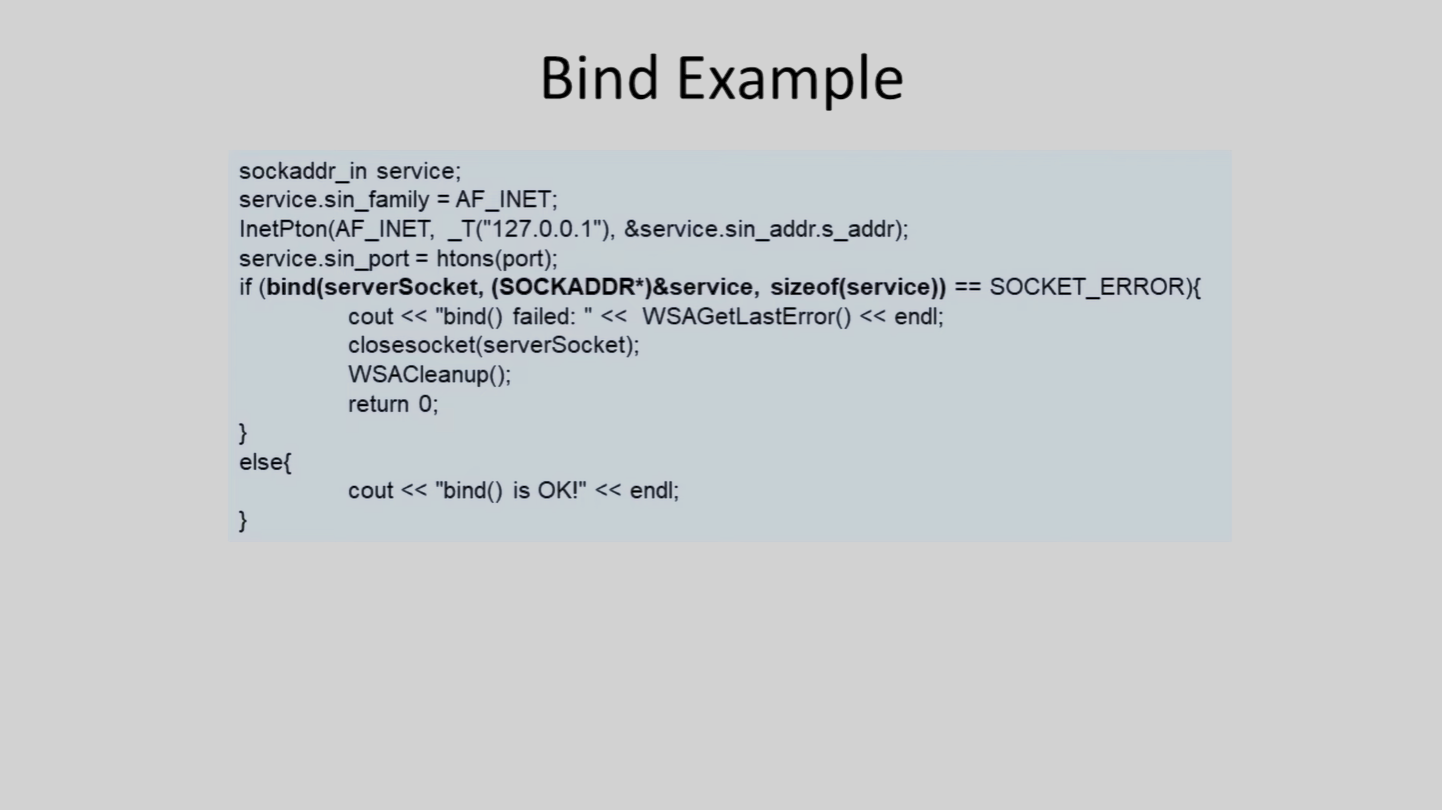 Bind Example
sockaddr_in service;
service.sin_family = AF_INET;
InetPton(AF_INET, _T("127.0.0.1"), &service.sin_addr.s_addr);
service.sin_port = htons(port);
if (bind(serverSocket, (SOCKADDR*)&service, sizeof(service)) == SOCKET_ERROR){
cout << "bind() failed: " << WSAGetLastError() << endl;
closesocket(serverSocket);
WSACleanup();
return 0;
}
else{
cout << "bind() is OK!" << endl;
}